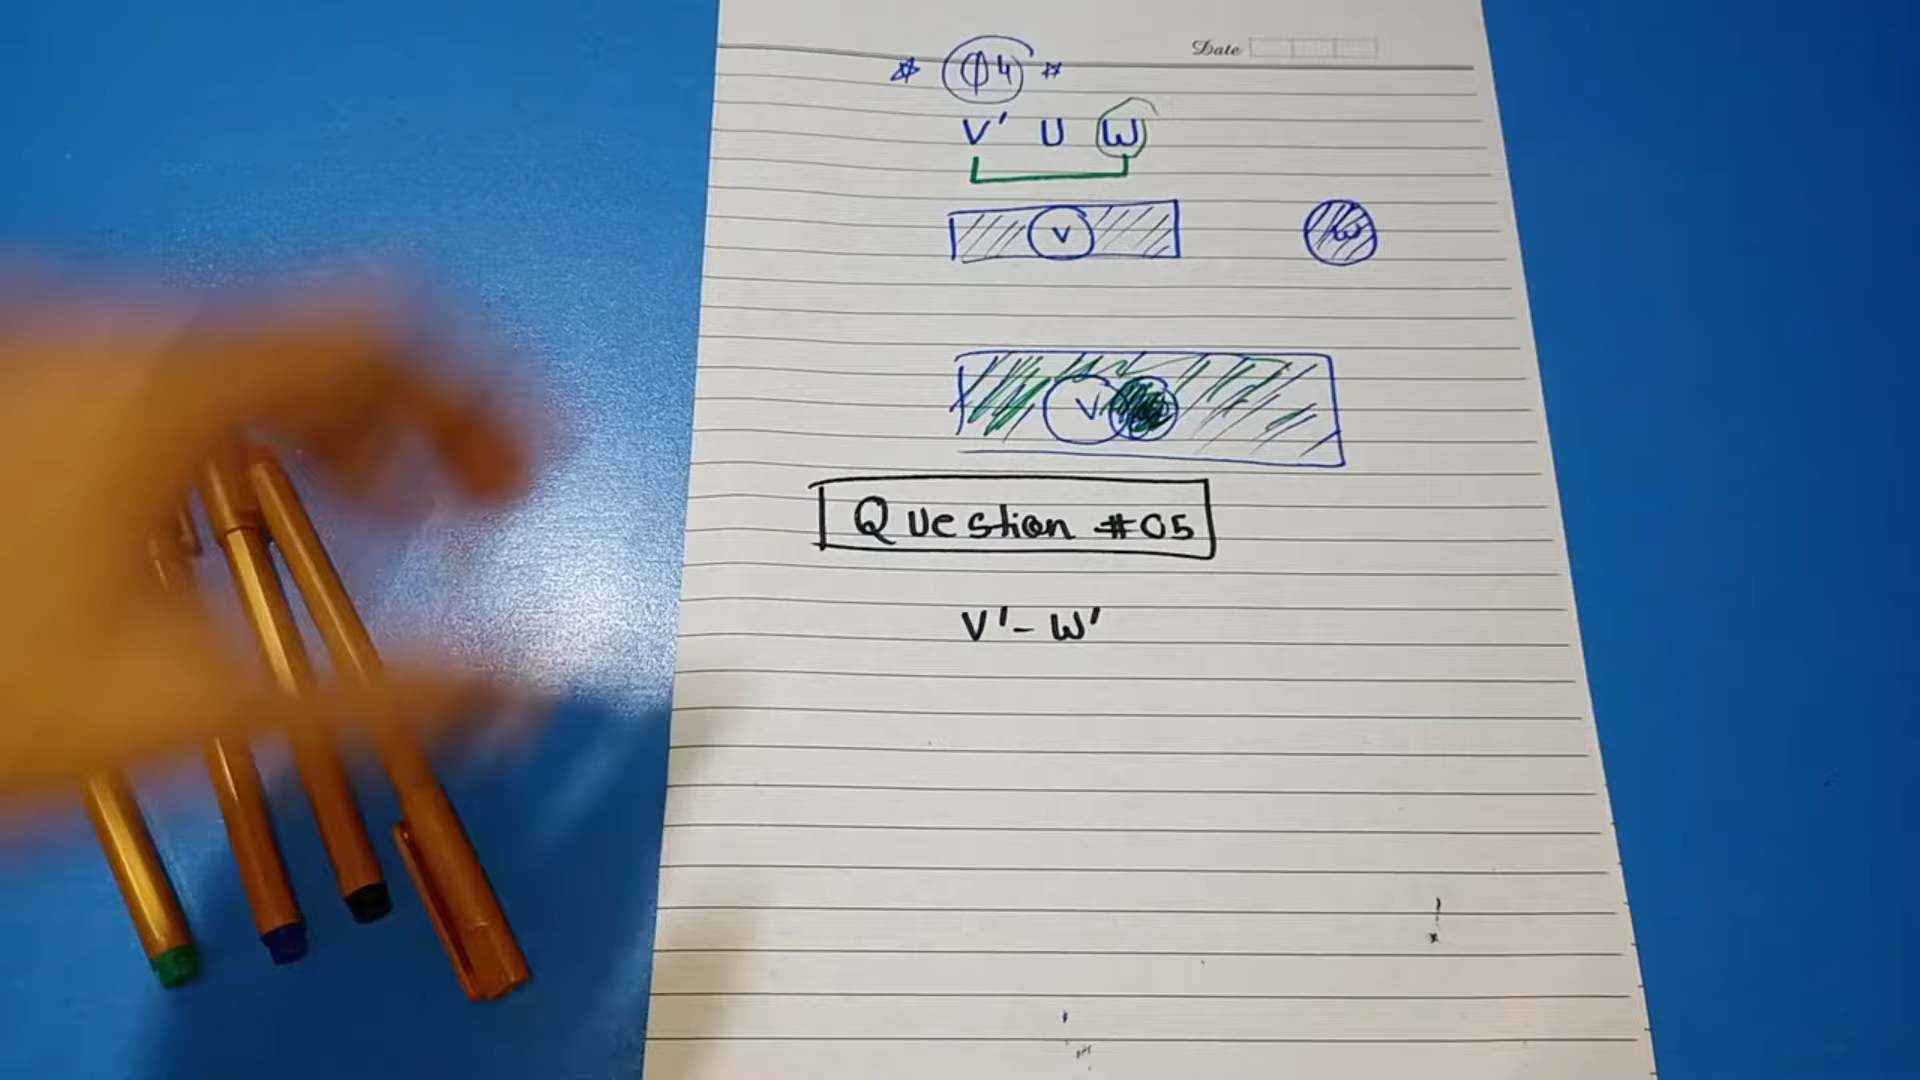 Date
* Q4 *
V' U W
V W
V
Question #05
V' - W'